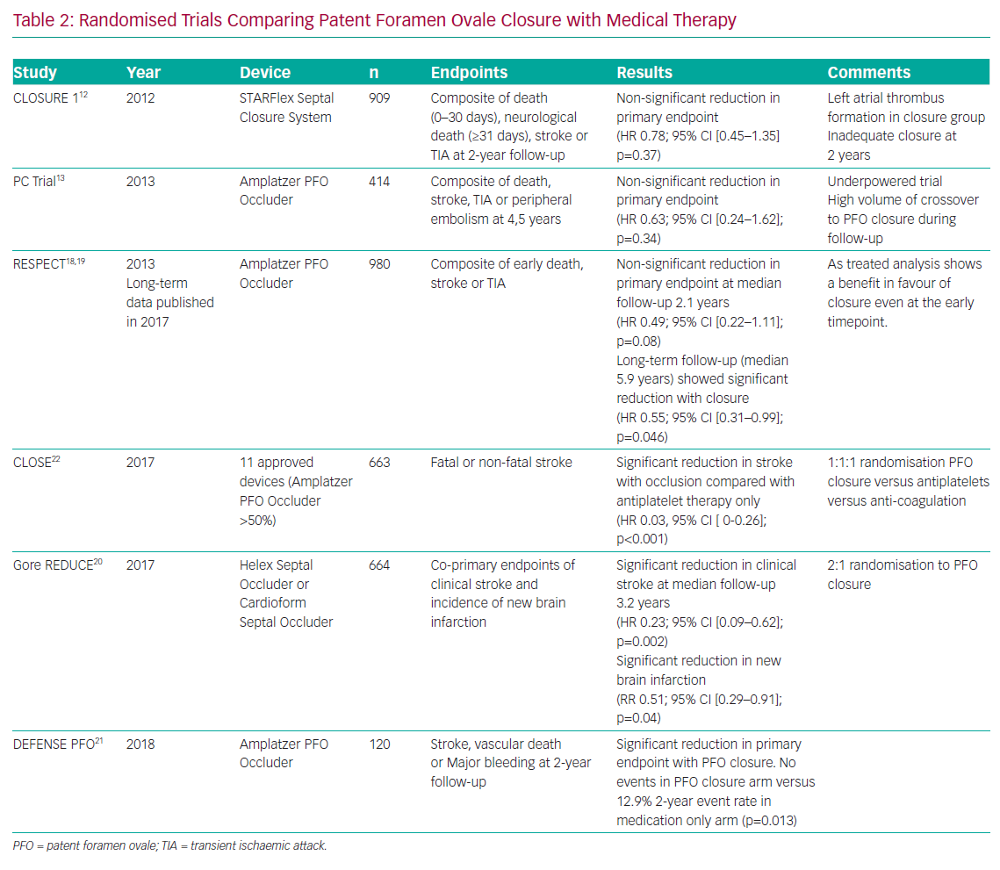 Table 2: Randomised Trials Comparing Patent Foramen Ovale Closure with Medical Therapy
Study Year Device n Endpoints Results Comments
CLOSURE 1¹² 2012 STARFlex Septal 909 Composite of death Non-significant reduction in Left atrial thrombus
Closure System (0–30 days), neurological primary endpoint formation in closure group
death (≥31 days), stroke or (HR 0.78; 95% CI [0.45–1.35] Inadequate closure at
TIA at 2-year follow-up p=0.37) 2 years
PC Trial¹³ 2013 Amplatzer PFO 414 Composite of death, Non-significant reduction in Underpowered trial
Occluder stroke, TIA or peripheral primary endpoint High volume of crossover
embolism at 4,5 years (HR 0.63; 95% CI [0.24–1.62]; to PFO closure during
p=0.34) follow-up
RESPECT¹⁸,¹⁹ 2013 Amplatzer PFO 980 Composite of early death, Non-significant reduction in As treated analysis shows
Long-term Occluder stroke or TIA primary endpoint at median a benefit in favour of
data published follow-up 2.1 years closure even at the early
in 2017 (HR 0.49; 95% CI [0.22–1.11]; timepoint.
p=0.08)
Long-term follow-up (median
5.9 years) showed significant
reduction with closure
(HR 0.55; 95% CI [0.31–0.99];
p=0.046)
CLOSE²² 2017 11 approved 663 Fatal or non-fatal stroke Significant reduction in stroke 1:1:1 randomisation PFO
devices (Amplatzer with occlusion compared with closure versus antiplatelets
PFO Occluder antiplatelet therapy only versus anti-coagulation
>50%) (HR 0.03, 95% CI [ 0-0.26];
p<0.001)
Gore REDUCE²⁰ 2017 Helex Septal 664 Co-primary endpoints of Significant reduction in clinical 2:1 randomisation to PFO
Occluder or clinical stroke and stroke at median follow-up closure
Cardioform incidence of new brain 3.2 years
Septal Occluder infarction (HR 0.23; 95% CI [0.09–0.62];
p=0.002)
Significant reduction in new
brain infarction
(RR 0.51; 95% CI [0.29–0.91];
p=0.04)
DEFENSE PFO²¹ 2018 Amplatzer PFO 120 Stroke, vascular death Significant reduction in primary
Occluder or Major bleeding at 2-year endpoint with PFO closure. No
follow-up events in PFO closure arm versus
12.9% 2-year event rate in
medication only arm (p=0.013)
PFO = patent foramen ovale; TIA = transient ischaemic attack.